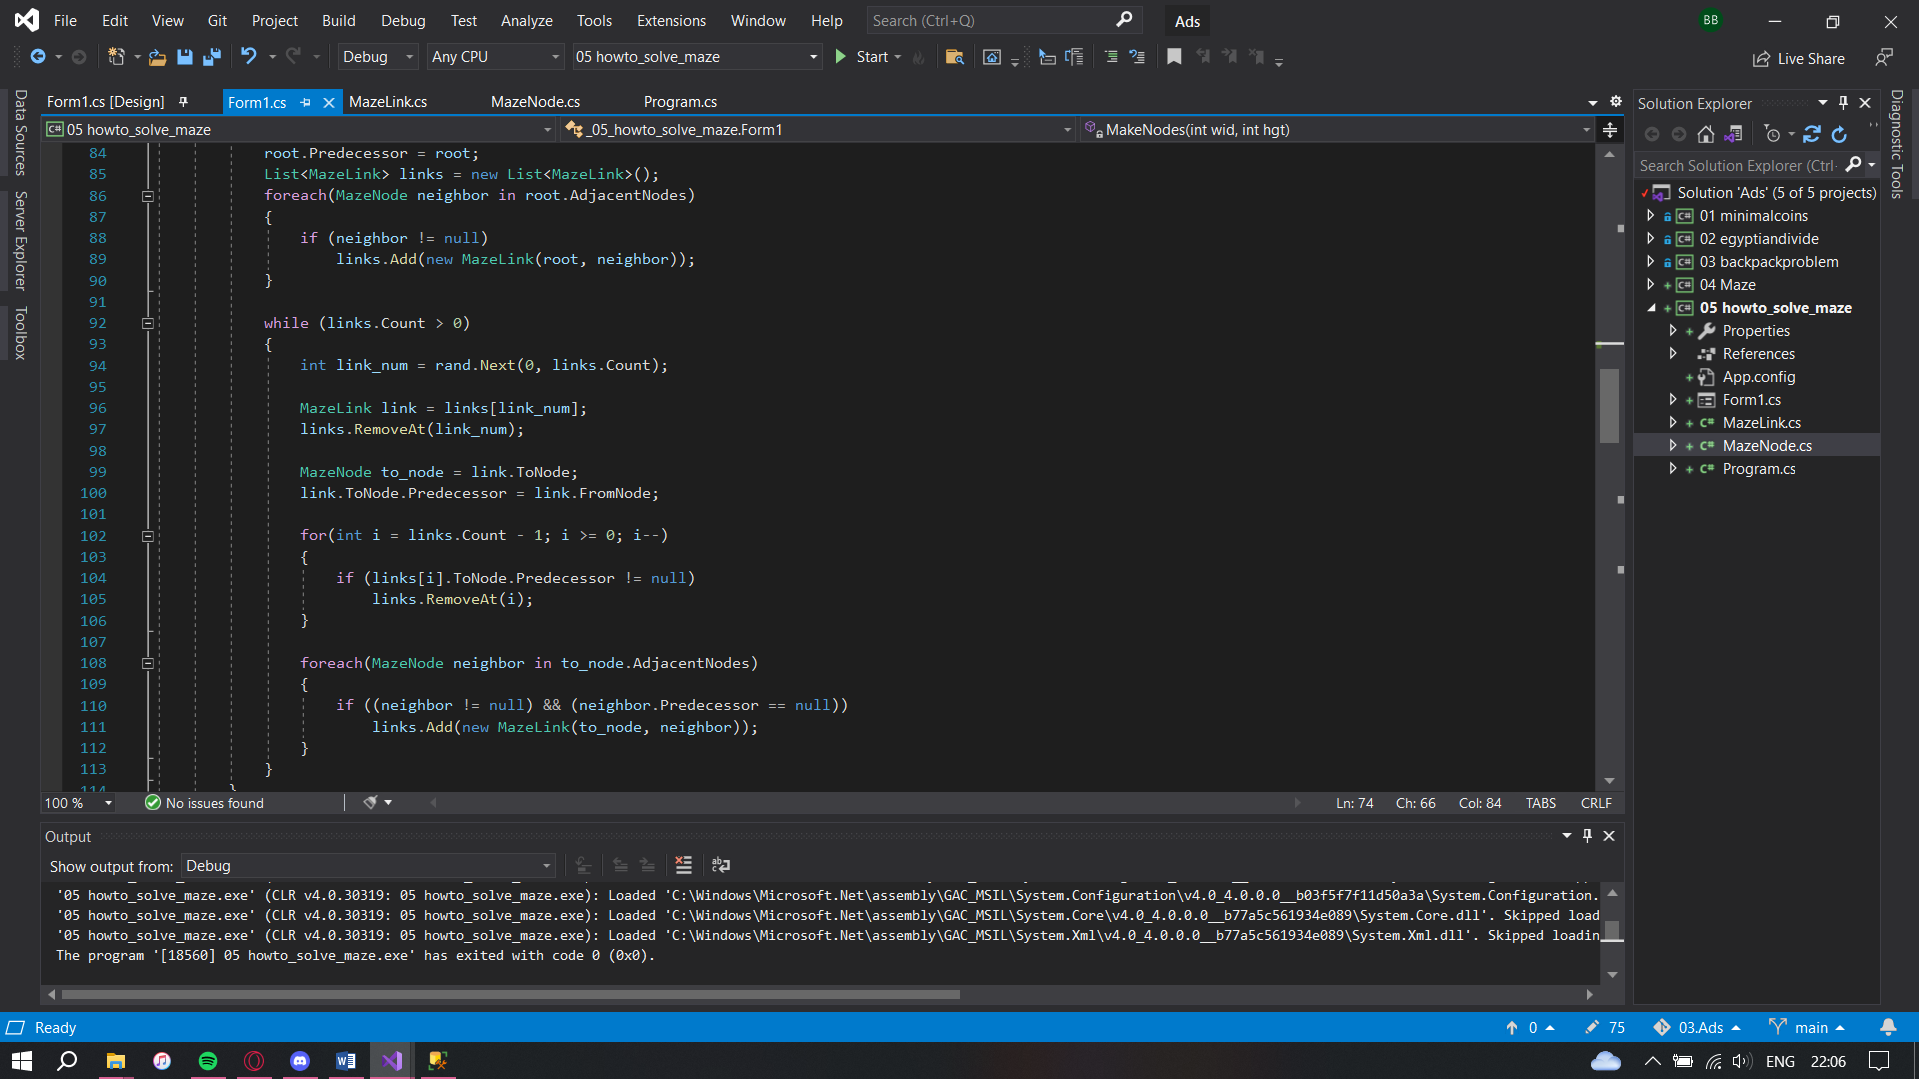 File Edit View Git Project Build Debug Test Analyze Tools Extensions Window Help Search (Ctrl+Q) Ads BB
Debug Any CPU 05 howto_solve_maze Start Live Share
Form1.cs [Design] Form1.cs MazeLink.cs MazeNode.cs Program.cs
05 howto_solve_maze _05_howto_solve_maze.Form1 MakeNodes(int wid, int hgt)
Data Sources
Server Explorer
Toolbox
84 root.Predecessor = root;
85 List<MazeLink> links = new List<MazeLink>();
86 foreach(MazeNode neighbor in root.AdjacentNodes)
87 {
88 if (neighbor != null)
89 links.Add(new MazeLink(root, neighbor));
90 }
91
92 while (links.Count > 0)
93 {
94 int link_num = rand.Next(0, links.Count);
95
96 MazeLink link = links[link_num];
97 links.RemoveAt(link_num);
98
99 MazeNode to_node = link.ToNode;
100 link.ToNode.Predecessor = link.FromNode;
101
102 for(int i = links.Count - 1; i >= 0; i--)
103 {
104 if (links[i].ToNode.Predecessor != null)
105 links.RemoveAt(i);
106 }
107
108 foreach(MazeNode neighbor in to_node.AdjacentNodes)
109 {
110 if ((neighbor != null) && (neighbor.Predecessor == null))
111 links.Add(new MazeLink(to_node, neighbor));
112 }
113 }
114 }
100 % No issues found Ln: 74 Ch: 66 Col: 84 TABS CRLF
Output
Show output from: Debug
'05 howto_solve_maze.exe' (CLR v4.0.30319: 05 howto_solve_maze.exe): Loaded 'C:\Windows\Microsoft.Net\assembly\GAC_MSIL\System.Configuration\v4.0_4.0.0.0__b03f5f7f11d50a3a\System.Configuration.
'05 howto_solve_maze.exe' (CLR v4.0.30319: 05 howto_solve_maze.exe): Loaded 'C:\Windows\Microsoft.Net\assembly\GAC_MSIL\System.Core\v4.0_4.0.0.0__b77a5c561934e089\System.Core.dll'. Skipped load
'05 howto_solve_maze.exe' (CLR v4.0.30319: 05 howto_solve_maze.exe): Loaded 'C:\Windows\Microsoft.Net\assembly\GAC_MSIL\System.Xml\v4.0_4.0.0.0__b77a5c561934e089\System.Xml.dll'. Skipped loadin
The program '[18560] 05 howto_solve_maze.exe' has exited with code 0 (0x0).
Solution Explorer
Search Solution Explorer (Ctrl
Solution 'Ads' (5 of 5 projects)
C# 01 minimalcoins
C# 02 egyptiandivide
C# 03 backpackproblem
C# 04 Maze
C# 05 howto_solve_maze
Properties
References
App.config
Form1.cs
C# MazeLink.cs
C# MazeNode.cs
C# Program.cs
Diagnostic Tools
Ready 0 75 03.Ads main
ENG 22:06